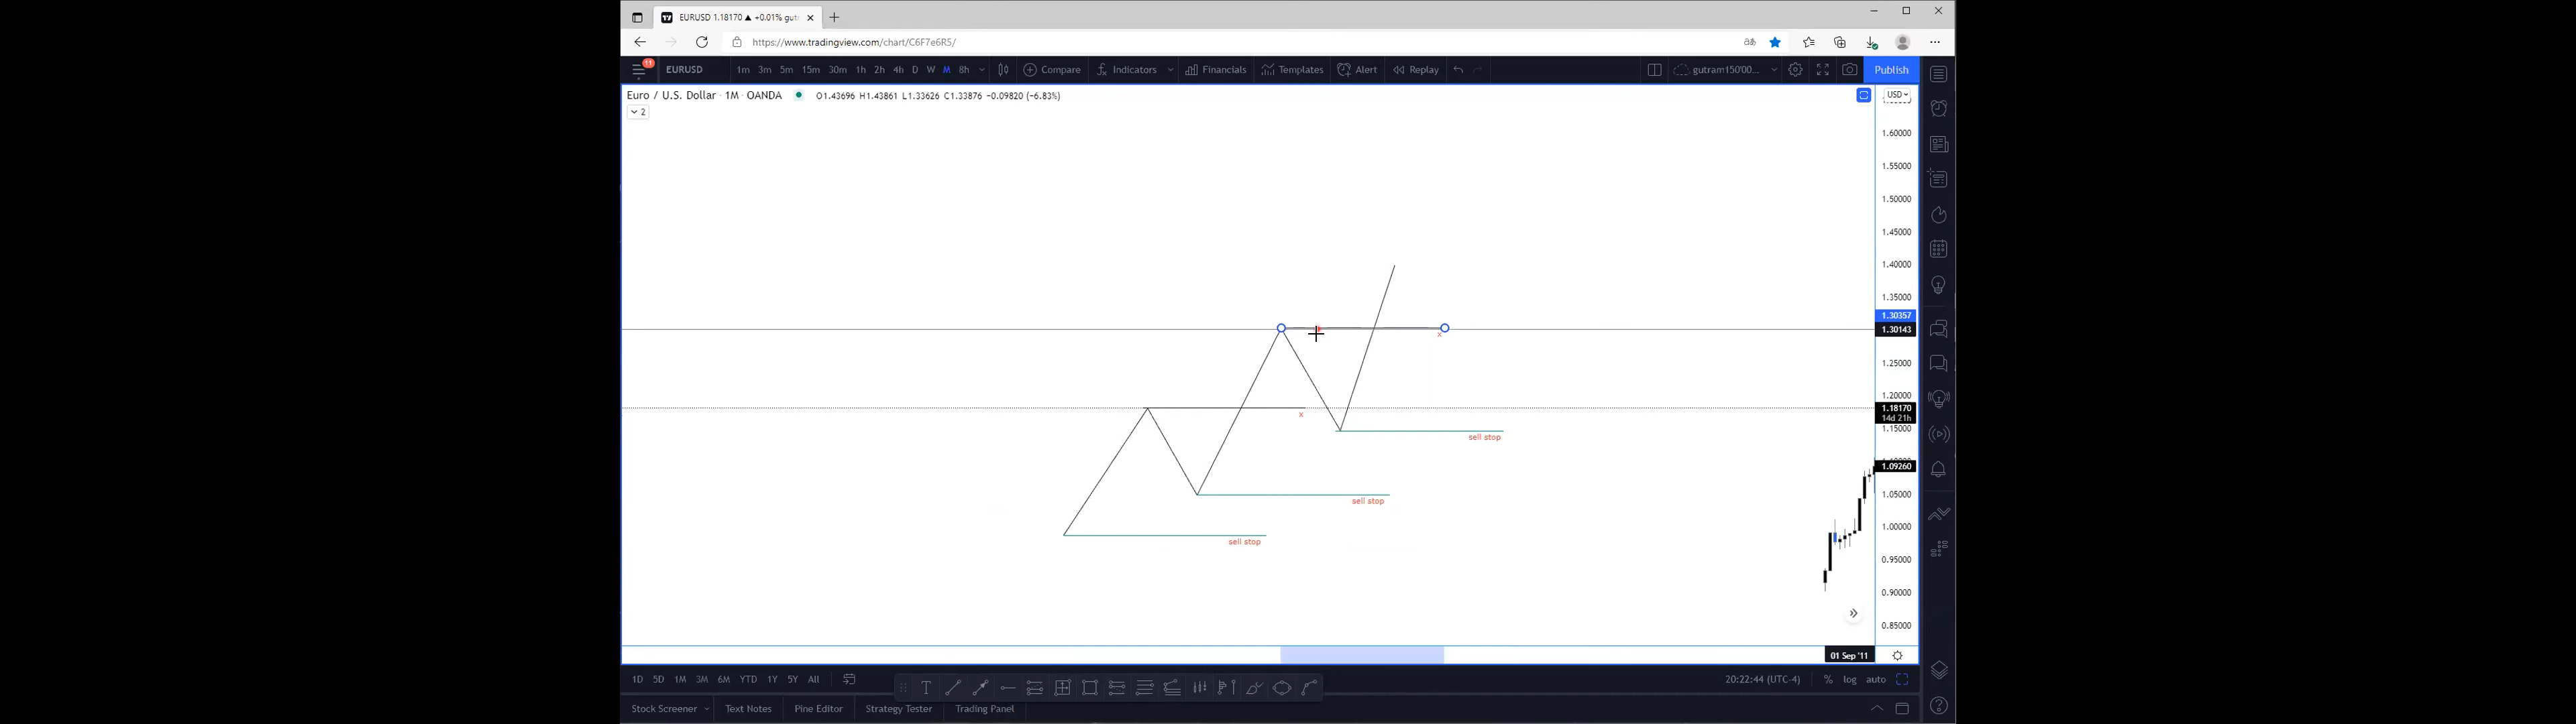 EURUSD 1.18170 ▲ +0.01% gut
https://www.tradingview.com/chart/C6F7e6R5/
11
EURUSD 1m 3m 5m 15m 30m 1h 2h 4h D W M 8h Compare Indicators Financials Templates Alert Replay gutram150'00... Publish
Euro / U.S. Dollar · 1M · OANDA O1.43696 H1.43861 L1.33626 C1.33876 −0.09820 (−6.83%)
USD
2
1.60000
1.55000
1.50000
1.45000
1.40000
1.35000
1.30357
1.30143
x
1.25000
1.20000
1.18170
14d 21h
x
1.15000
sell stop
1.09260
1.05000
sell stop
1.00000
sell stop
0.95000
0.90000
0.85000
01 Sep '11
1D 5D 1M 3M 6M YTD 1Y 5Y All
20:22:44 (UTC-4) % log auto
Stock Screener Text Notes Pine Editor Strategy Tester Trading Panel